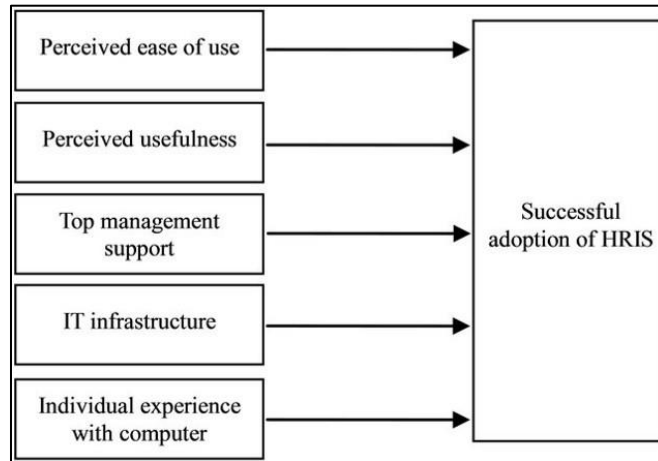 Perceived ease of use
Perceived usefulness
Top management
support
IT infrastructure
Individual experience
with computer
Successful
adoption of HRIS